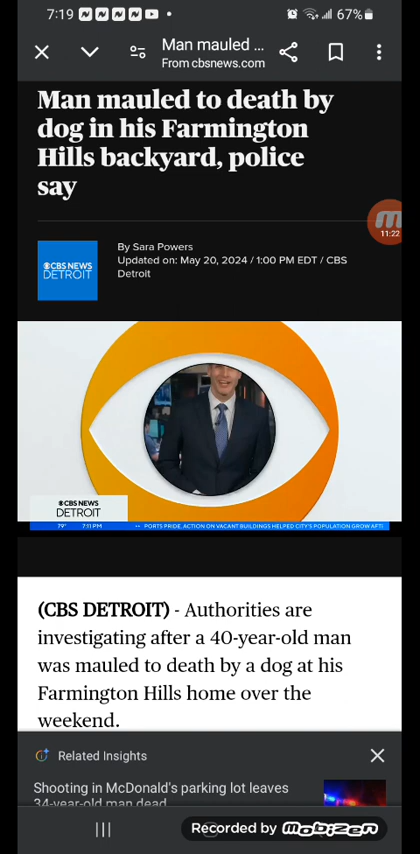 7:19
67%
Man mauled ...
From cbsnews.com
Man mauled to death by
dog in his Farmington
Hills backyard, police
say
11:22
By Sara Powers
Updated on: May 20, 2024 / 1:00 PM EDT / CBS
Detroit
CBS NEWS
DETROIT
CBS NEWS
DETROIT
79° 7:11 PM PORTS PRIDE. ACTION ON VACANT BUILDINGS HELPED CITY'S POPULATION GROW AFT
(CBS DETROIT) - Authorities are
investigating after a 40-year-old man
was mauled to death by a dog at his
Farmington Hills home over the
weekend.
Related Insights
Shooting in McDonald's parking lot leaves
34-year-old man dead
Recorded by mobizen